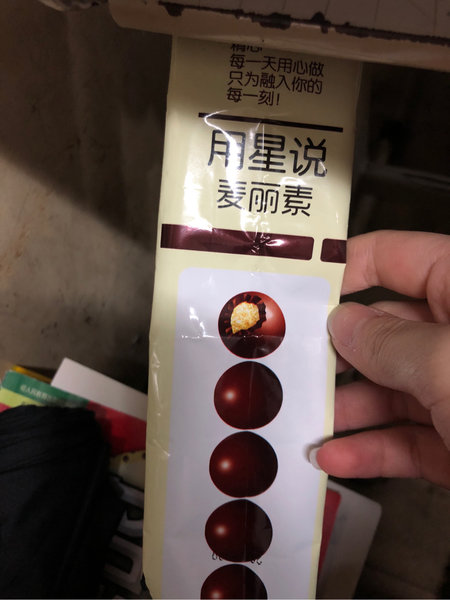 每一天用心做
只为融入你的
每一刻!
用星说
麦丽素